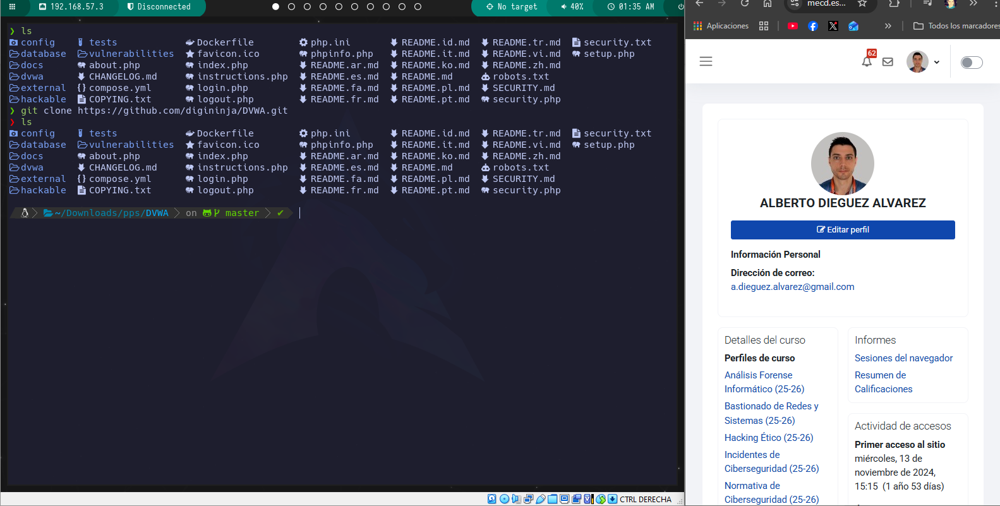 192.168.57.3 Disconnected No target 40% 01:35 AM
❯ ls
config tests Dockerfile php.ini README.id.md README.tr.md security.txt
database vulnerabilities favicon.ico phpinfo.php README.it.md README.vi.md setup.php
docs about.php index.php README.ar.md README.ko.md README.zh.md
dvwa CHANGELOG.md instructions.php README.es.md README.md robots.txt
external compose.yml login.php README.fa.md README.pl.md SECURITY.md
hackable COPYING.txt logout.php README.fr.md README.pt.md security.php
❯ git clone https://github.com/digininja/DVWA.git
❯ ls
config tests Dockerfile php.ini README.id.md README.tr.md security.txt
database vulnerabilities favicon.ico phpinfo.php README.it.md README.vi.md setup.php
docs about.php index.php README.ar.md README.ko.md README.zh.md
dvwa CHANGELOG.md instructions.php README.es.md README.md robots.txt
external compose.yml login.php README.fa.md README.pl.md SECURITY.md
hackable COPYING.txt logout.php README.fr.md README.pt.md security.php
~/Downloads/pps/DVWA on master ✔
CTRL DERECHA
mecd.es...
Aplicaciones » Todos los marcadores
62
ALBERTO DIEGUEZ ALVAREZ
Editar perfil
Información Personal
Dirección de correo:
a.dieguez.alvarez@gmail.com
Detalles del curso
Perfiles de curso
Análisis Forense
Informático (25-26)
Bastionado de Redes y
Sistemas (25-26)
Hacking Ético (25-26)
Incidentes de
Ciberseguridad (25-26)
Normativa de
Ciberseguridad (25-26)
Informes
Sesiones del navegador
Resumen de
Calificaciones
Actividad de accesos
Primer acceso al sitio
miércoles, 13 de
noviembre de 2024,
15:15 (1 año 53 días)